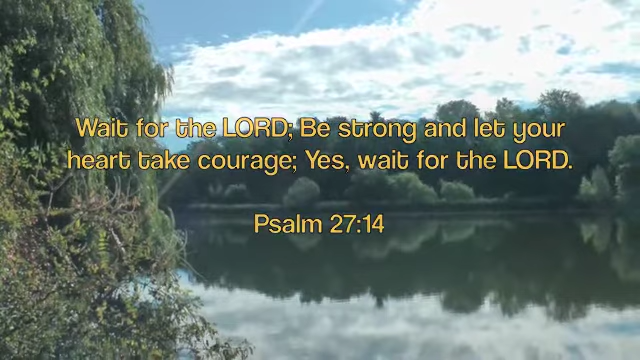 Wait for the LORD; Be strong and let your
heart take courage; Yes, wait for the LORD.
Psalm 27:14